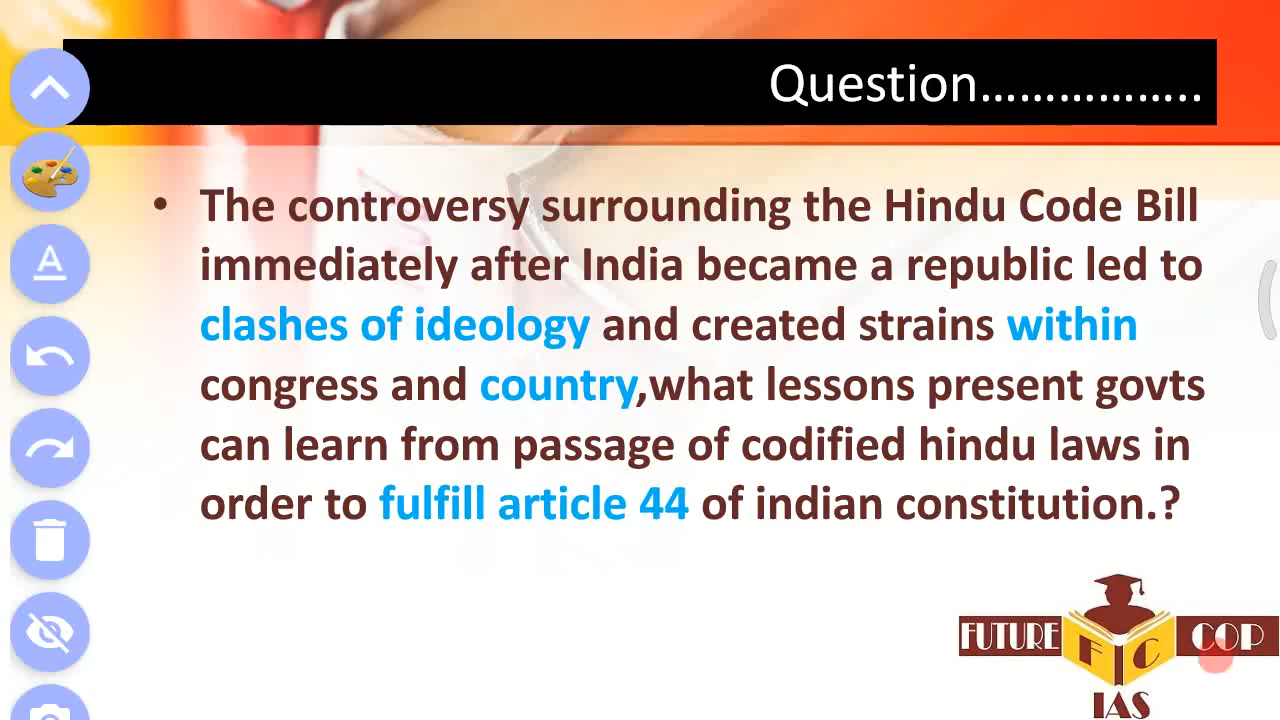 Question……………..
• The controversy surrounding the Hindu Code Bill
immediately after India became a republic led to
clashes of ideology and created strains within
congress and country,what lessons present govts
can learn from passage of codified hindu laws in
order to fulfill article 44 of indian constitution.?
FUTURE F C COP
IAS